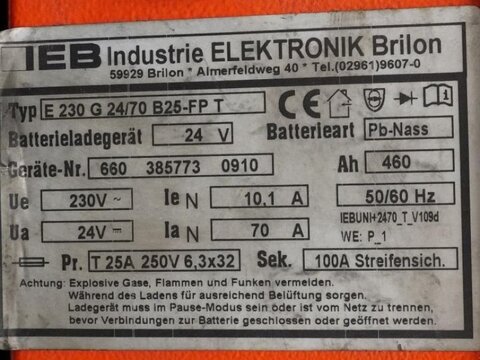 IEB Industrie ELEKTRONIK Brilon
59929 Brilon * Almerfeldweg 40 * Tel.(02961)9607-0
Typ E 230 G 24/70 B25-FP T CE
Batterieladegerät 24 V Batterieart Pb-Nass
Geräte-Nr. 660 385773 0910 Ah 460
Ue 230V ~ Ie N 10,1 A 50/60 Hz
Ua 24V Ia N 70 A IEBUNI+2470_T_V109d
WE: P_1
Pr. T 25A 250V 6,3x32 Sek. 100A Streifensich.
Achtung: Explosive Gase, Flammen und Funken vermeiden.
Während des Ladens für ausreichende Belüftung sorgen.
Ladegerät muss im Pause-Modus sein oder ist vom Netz zu trennen,
bevor Verbindungen zur Batterie geschlossen oder geöffnet werden.